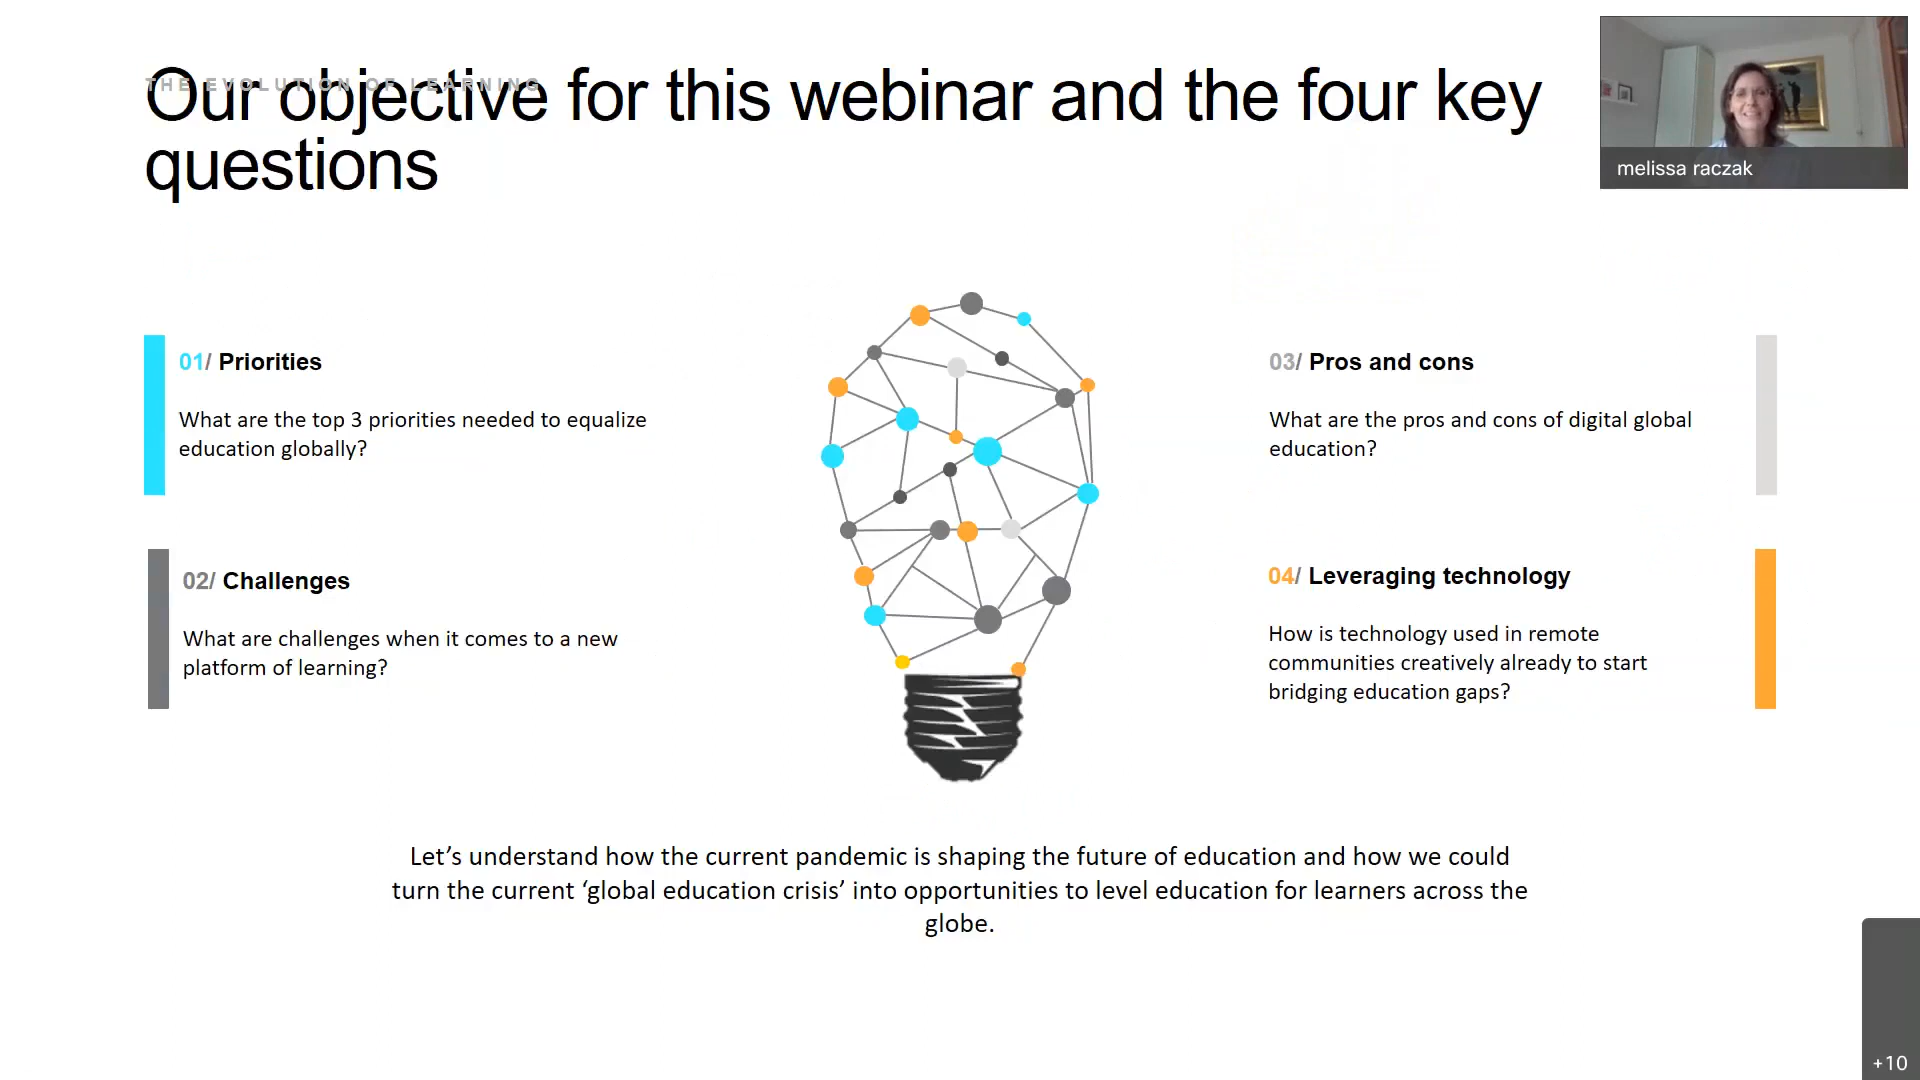 THE EVOLUTION OF LEARNING
Our objective for this webinar and the four key
questions
melissa raczak
01/ Priorities
What are the top 3 priorities needed to equalize
education globally?
02/ Challenges
What are challenges when it comes to a new
platform of learning?
03/ Pros and cons
What are the pros and cons of digital global
education?
04/ Leveraging technology
How is technology used in remote
communities creatively already to start
bridging education gaps?
Let’s understand how the current pandemic is shaping the future of education and how we could
turn the current ‘global education crisis’ into opportunities to level education for learners across the
globe.
+10